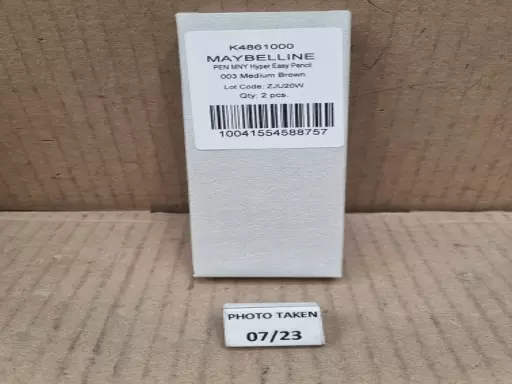 K4861000
MAYBELLINE
PEN MNY Hyper Easy Pencil
003 Medium Brown
Lot Code: ZJU20W
Qty: 2 pcs.
10041554588757
PHOTO TAKEN
07/23